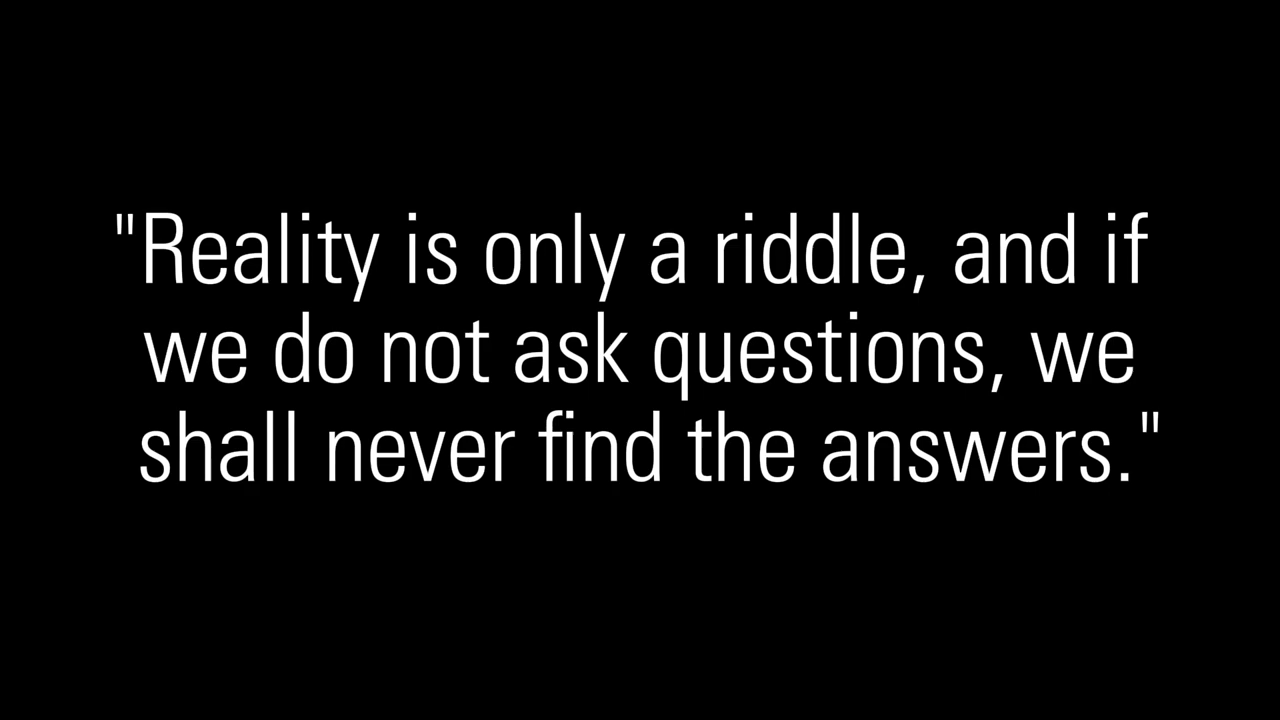 "Reality is only a riddle, and if
we do not ask questions, we
shall never find the answers."